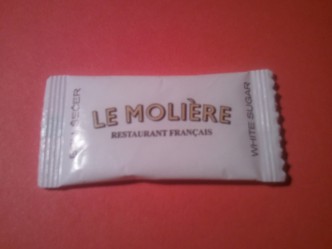 LE MOLIÈRE
RESTAURANT FRANÇAIS
WHITE SUGAR